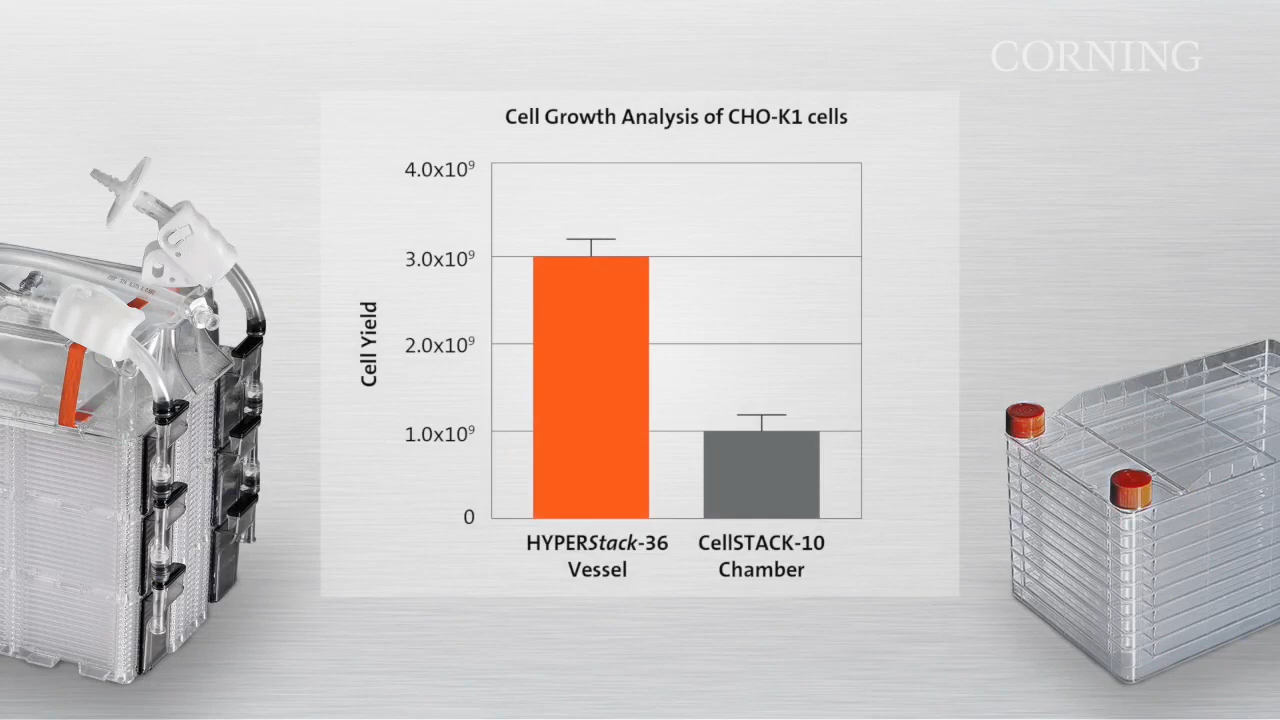 CORNING
Cell Growth Analysis of CHO-K1 cells
4.0x10⁹
3.0x10⁹
2.0x10⁹
1.0x10⁹
0
Cell Yield
HYPERStack-36
Vessel
CellSTACK-10
Chamber